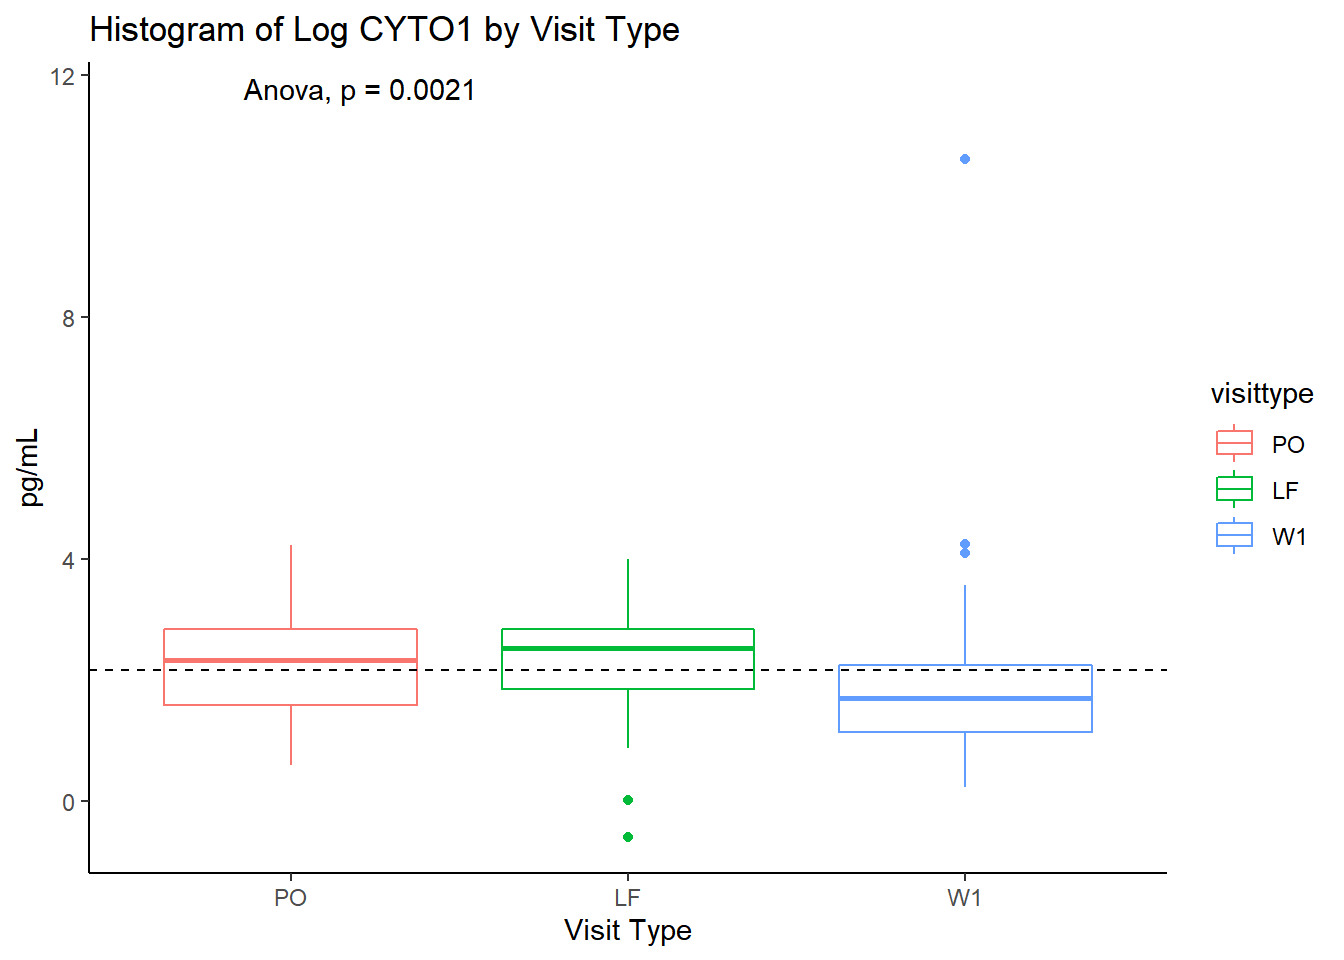 Histogram of Log CYTO1 by Visit Type
Anova, p = 0.0021
12
8
4
0
pg/mL
PO
LF
W1
Visit Type
visittype
PO
LF
W1